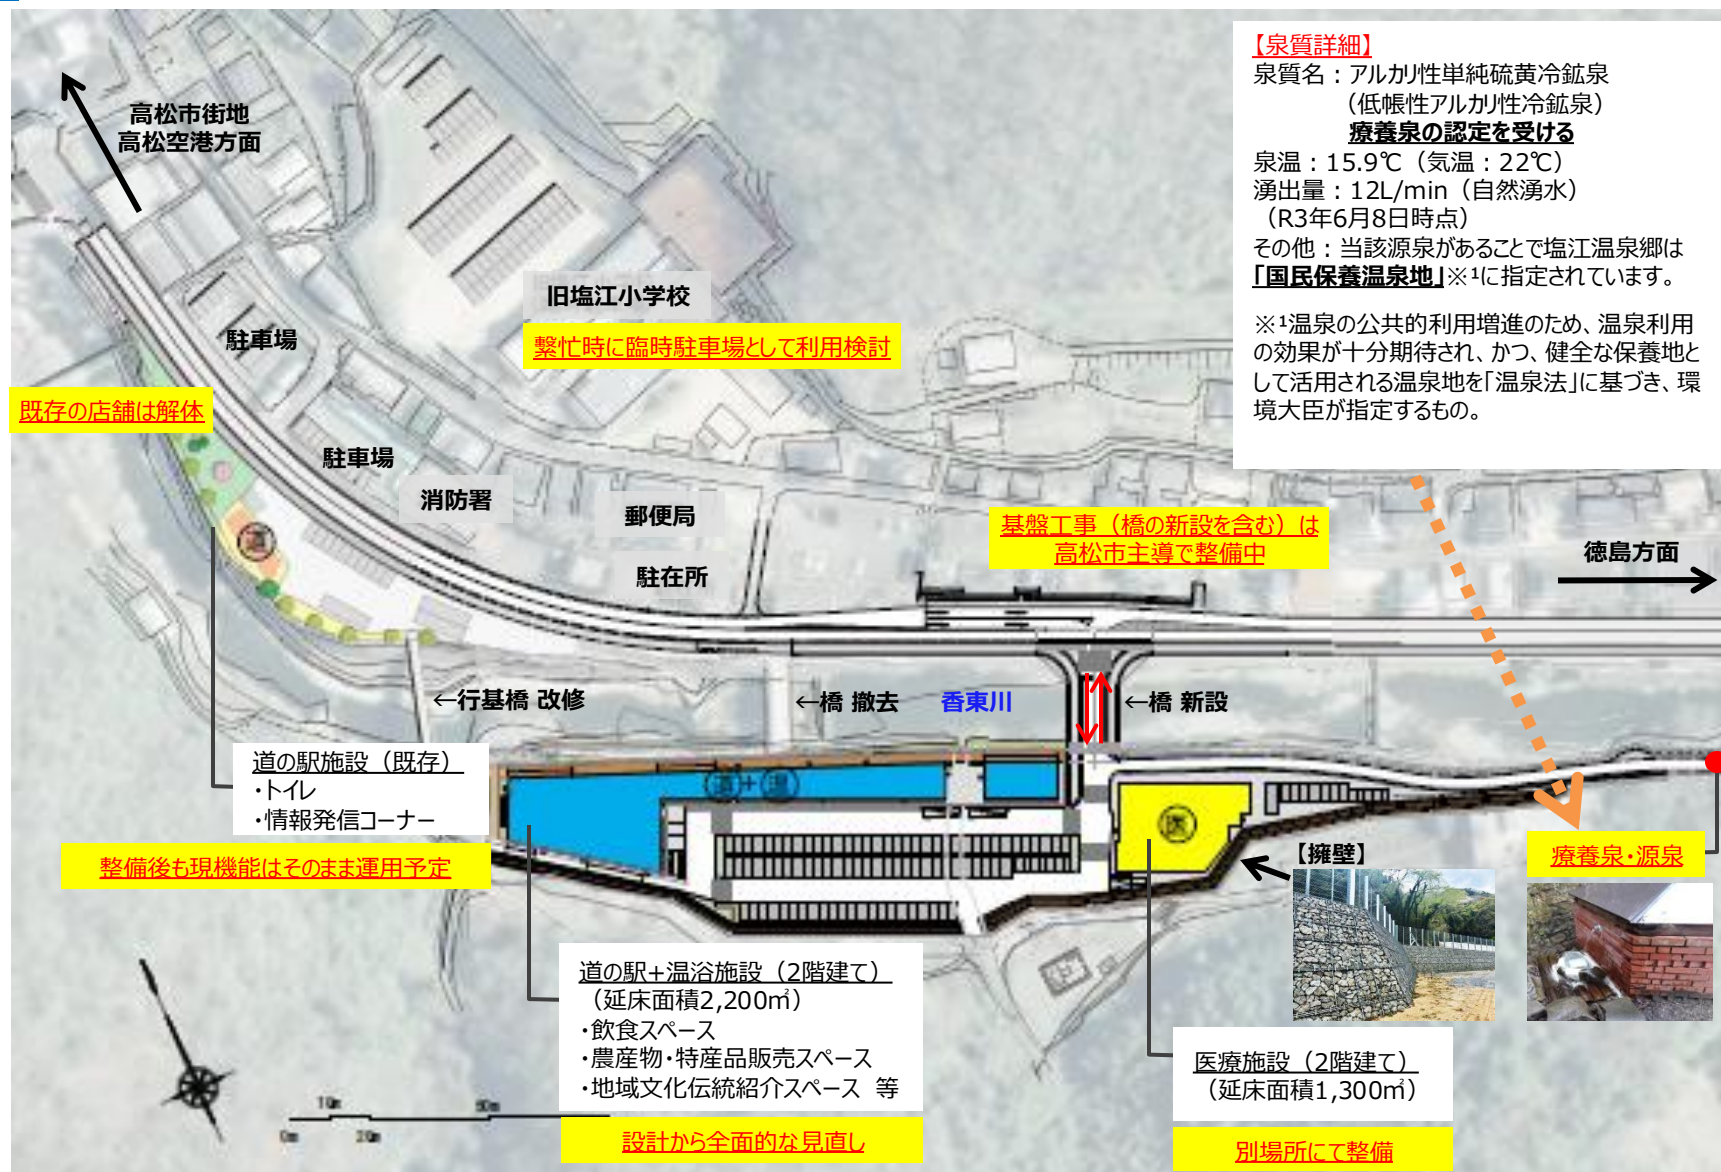 【泉質詳細】
泉質名：アルカリ性単純硫黄冷鉱泉
（低帳性アルカリ性冷鉱泉）
療養泉の認定を受ける
泉温：15.9℃（気温：22℃）
湧出量：12L/min（自然湧水）
（R3年6月8日時点）
その他：当該源泉があることで塩江温泉郷は
「国民保養温泉地」※¹に指定されています。
※¹温泉の公共的利用増進のため、温泉利用
の効果が十分期待され、かつ、健全な保養地と
して活用される温泉地を「温泉法」に基づき、環
境大臣が指定するもの。
高松市街地
高松空港方面
旧塩江小学校
繁忙時に臨時駐車場として利用検討
駐車場
既存の店舗は解体
駐車場
消防署
郵便局
駐在所
基盤工事（橋の新設を含む）は
高松市主導で整備中
徳島方面
道
←行基橋 改修
←橋 撤去
香東川
←橋 新設
道の駅施設（既存）
・トイレ
・情報発信コーナー
整備後も現機能はそのまま運用予定
道+温
医
【擁壁】
療養泉・源泉
道の駅+温浴施設（2階建て）
（延床面積2,200㎡）
・飲食スペース
・農産物・特産品販売スペース
・地域文化伝統紹介スペース 等
設計から全面的な見直し
医療施設（2階建て）
（延床面積1,300㎡）
別場所にて整備
0m
10m
20m
50m